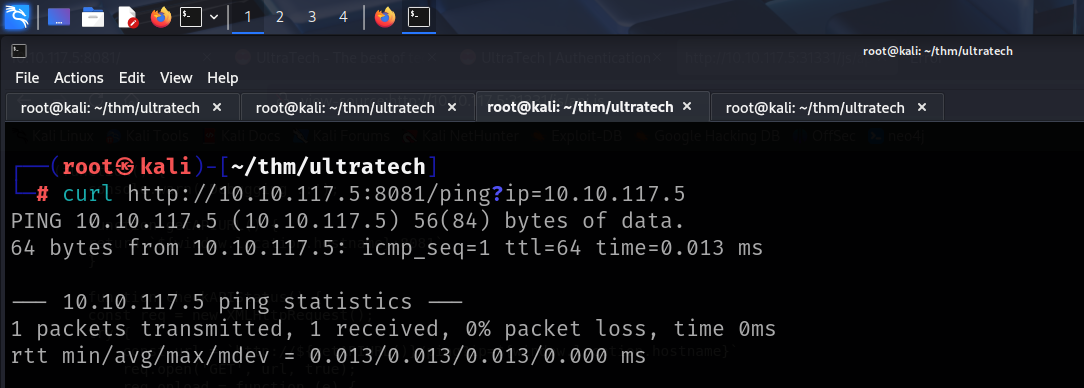 1 2 3 4
root@kali: ~/thm/ultratech
File Actions Edit View Help
root@kali: ~/thm/ultratech × root@kali: ~/thm/ultratech × root@kali: ~/thm/ultratech × root@kali: ~/thm/ultratech ×
┌──(root㉿kali)-[~/thm/ultratech]
└─# curl http://10.10.117.5:8081/ping?ip=10.10.117.5
PING 10.10.117.5 (10.10.117.5) 56(84) bytes of data.
64 bytes from 10.10.117.5: icmp_seq=1 ttl=64 time=0.013 ms
--- 10.10.117.5 ping statistics ---
1 packets transmitted, 1 received, 0% packet loss, time 0ms
rtt min/avg/max/mdev = 0.013/0.013/0.013/0.000 ms